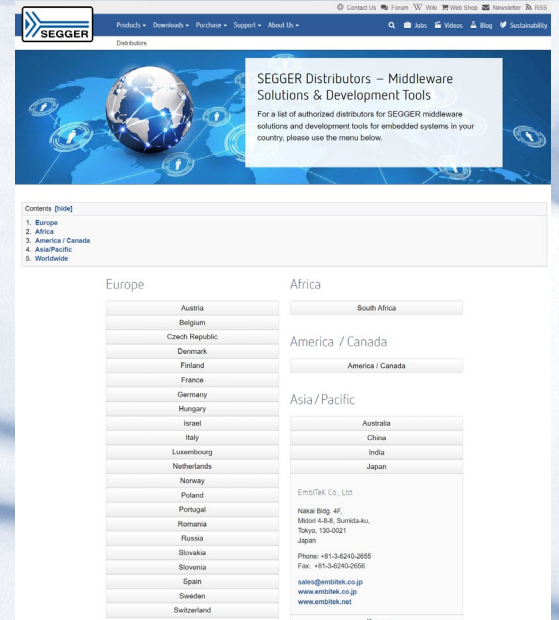 Contact Us Forum Wiki Web Shop Newsletter RSS
SEGGER
Products Downloads Purchase Support About Us Jobs Videos Blog Sustainability
Distributors
SEGGER Distributors – Middleware
Solutions & Development Tools
For a list of authorized distributors for SEGGER middleware
solutions and development tools for embedded systems in your
country, please use the menu below.
Contents [hide]
1. Europe
2. Africa
3. America / Canada
4. Asia/Pacific
5. Worldwide
Europe
Austria
Belgium
Czech Republic
Denmark
Finland
France
Germany
Hungary
Israel
Italy
Luxembourg
Netherlands
Norway
Poland
Portugal
Romania
Russia
Slovakia
Slovenia
Spain
Sweden
Switzerland
Africa
South Africa
America / Canada
America / Canada
Asia/Pacific
Australia
China
India
Japan
EmbITeK Co., Ltd.
Nakai Bldg. 4F,
Midori 4-8-8, Sumida-ku,
Tokyo, 130-0021
Japan
Phone: +81-3-6240-2655
Fax: +81-3-6240-2656
sales@embitek.co.jp
www.embitek.co.jp
www.embitek.net